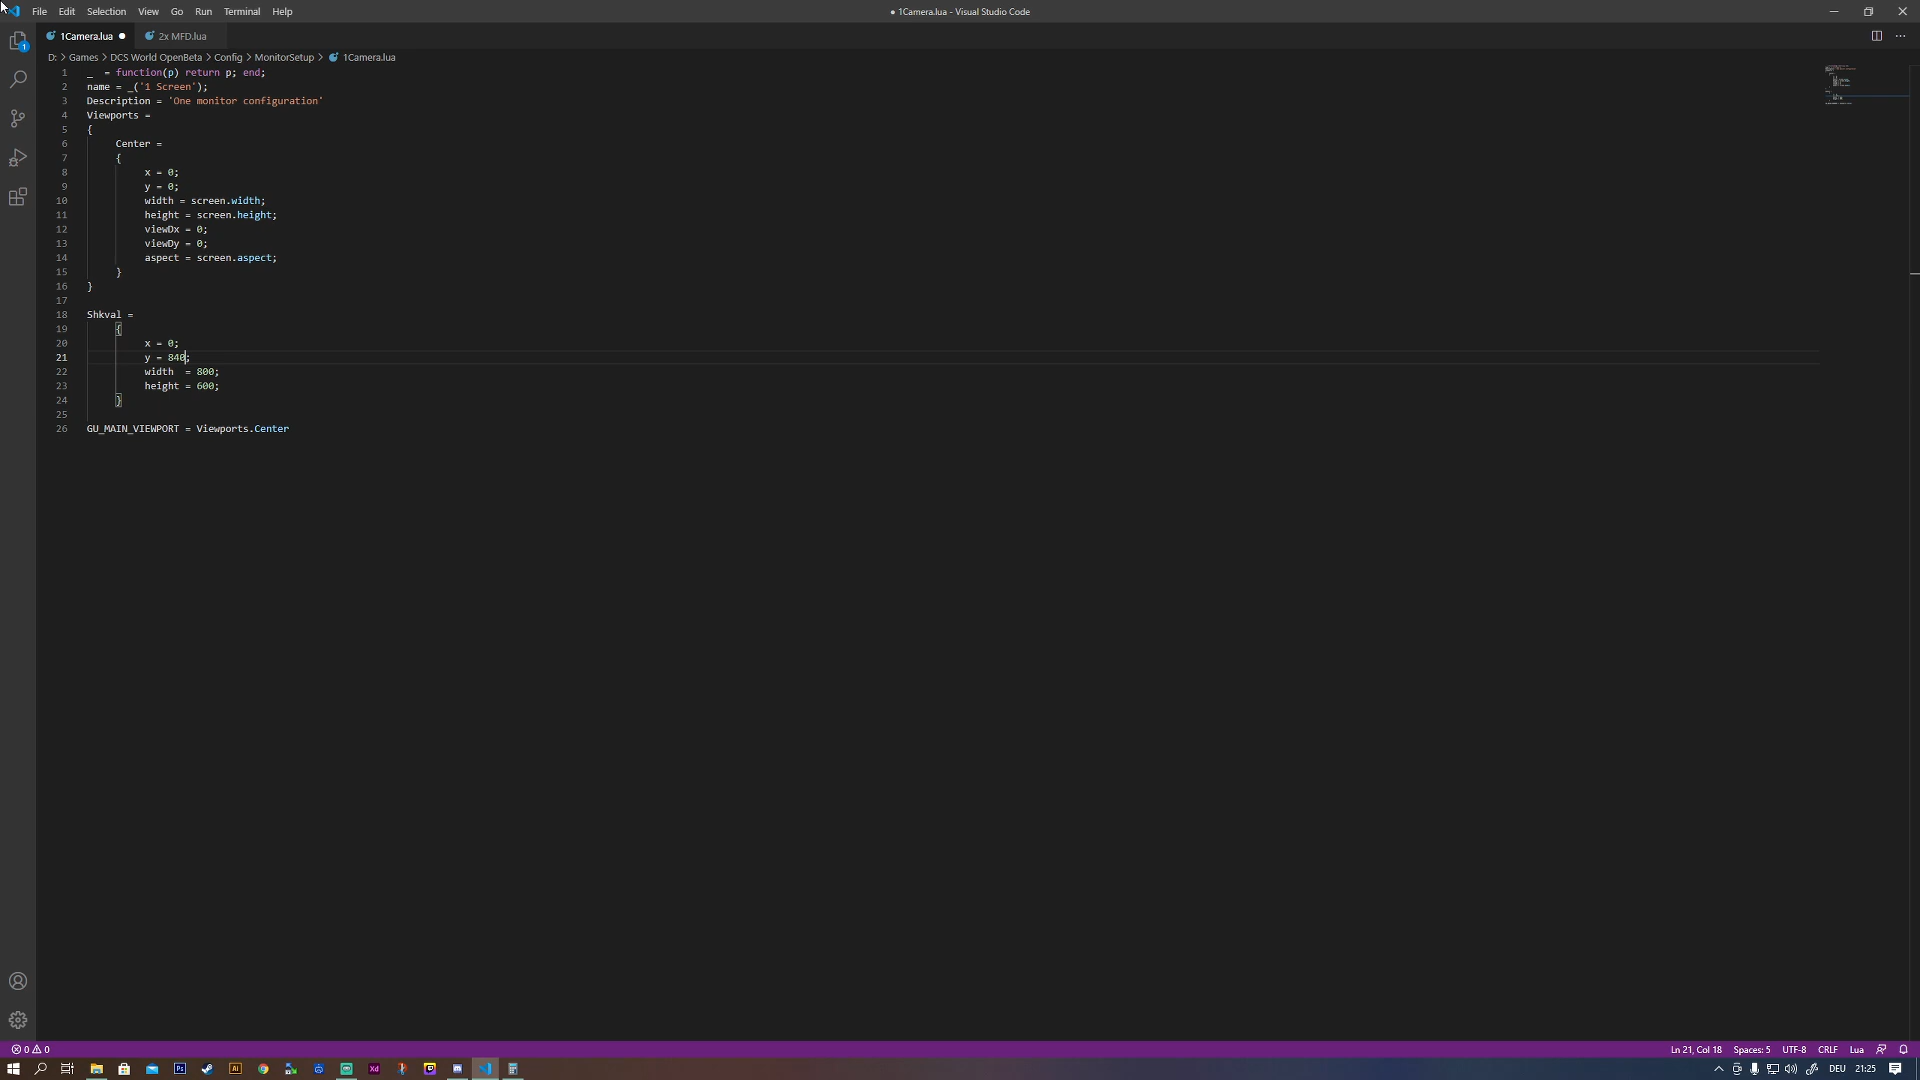 File Edit Selection View Go Run Terminal Help
● 1Camera.lua - Visual Studio Code
1Camera.lua ●
2x MFD.lua
1
D: > Games > DCS World OpenBeta > Config > MonitorSetup > 1Camera.lua
1 _  = function(p) return p; end;
2 name = _('1 Screen');
3 Description = 'One monitor configuration'
4 Viewports =
5 {
6 Center =
7 {
8 x = 0;
9 y = 0;
10 width = screen.width;
11 height = screen.height;
12 viewDx = 0;
13 viewDy = 0;
14 aspect = screen.aspect;
15 }
16 }
17
18 Shkval =
19 {
20 x = 0;
21 y = 840;
22 width  = 800;
23 height = 600;
24 }
25
26 GU_MAIN_VIEWPORT = Viewports.Center
0 0
Ln 21, Col 18 Spaces: 5 UTF-8 CRLF Lua
Ps Ai Xd
DEU 21:25